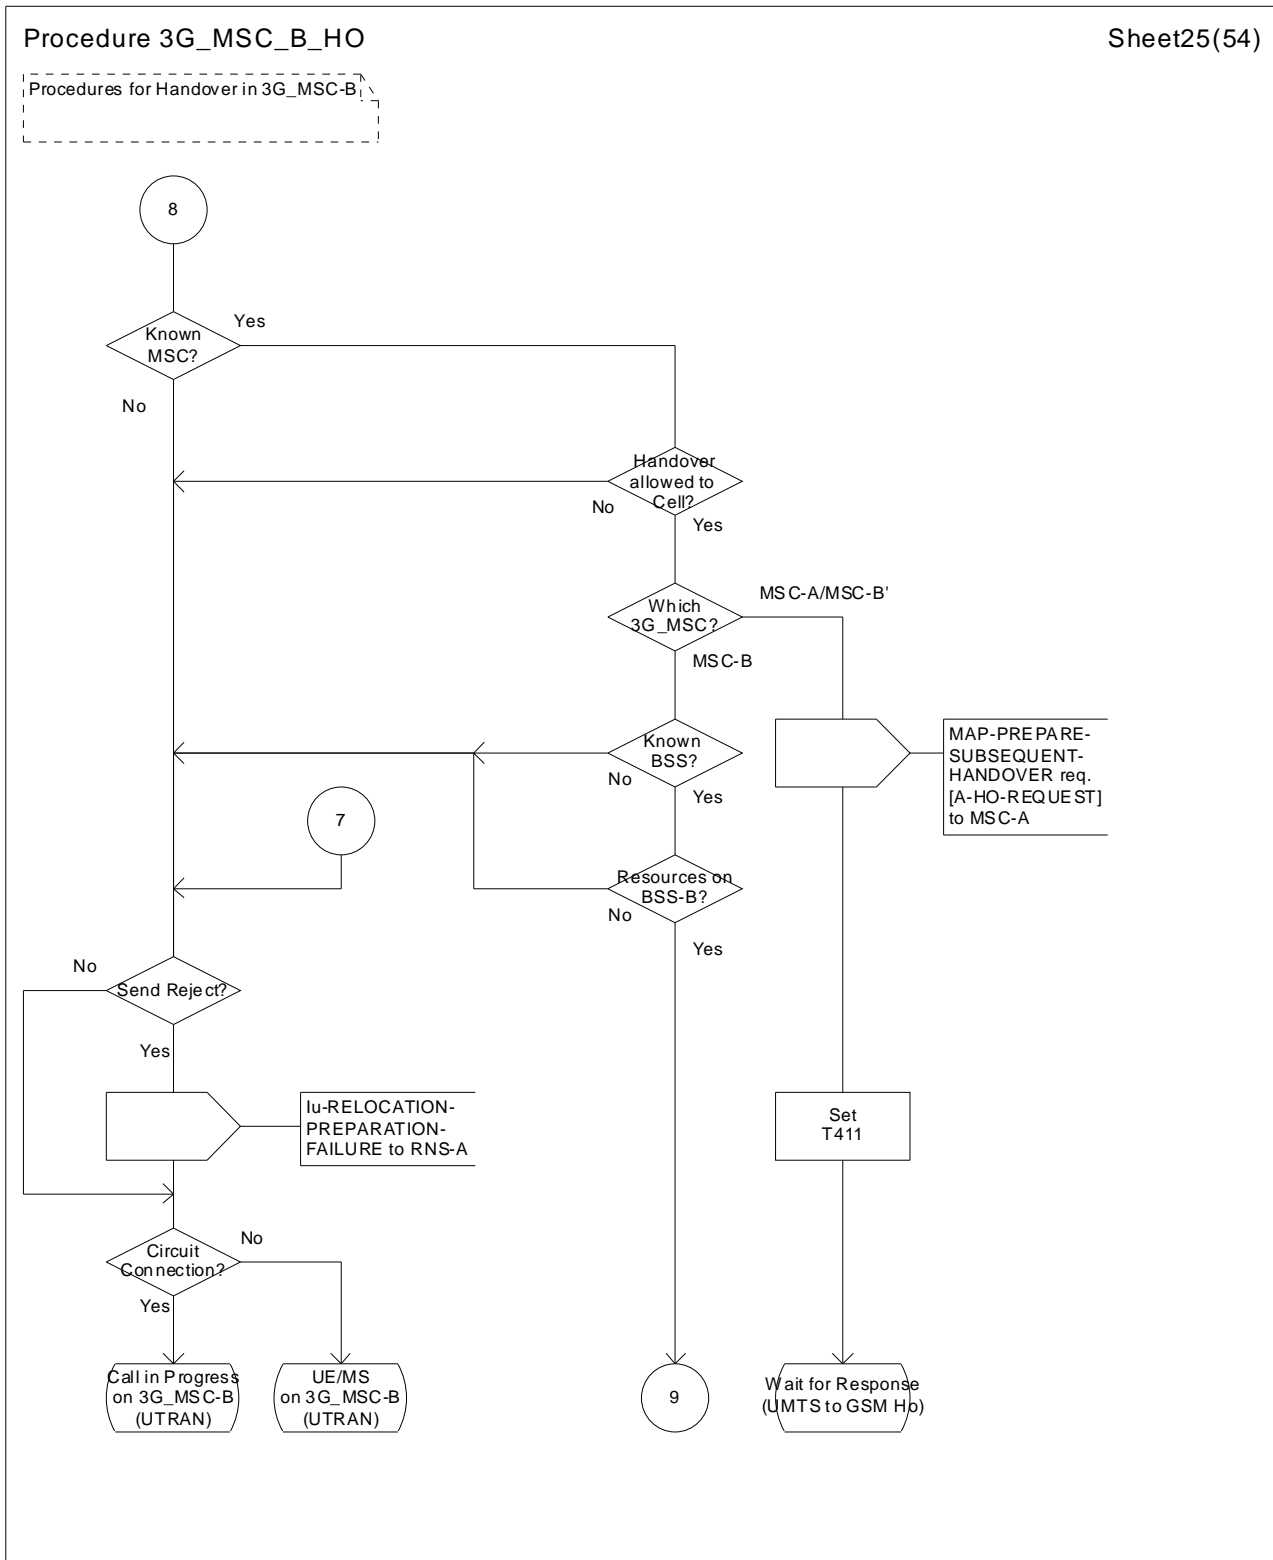 Procedure 3G_MSC_B_HO
Sheet25(54)
Procedures for Handover in 3G_MSC-B
8
Known
MSC?
Yes
No
Handover
allowed to
Cell?
No
Yes
Which
3G_MSC?
MSC-A/MSC-B'
MSC-B
Known
BSS?
No
Yes
MAP-PREPARE-
SUBSEQUENT-
HANDOVER req.
[A-HO-REQUEST]
to MSC-A
7
Resources on
BSS-B?
No
Yes
No
Send Reject?
Yes
Iu-RELOCATION-
PREPARATION-
FAILURE to RNS-A
Set
T411
Circuit
Connection?
No
Yes
Call in Progress
on 3G_MSC-B
(UTRAN)
UE/MS
on 3G_MSC-B
(UTRAN)
9
Wait for Response
(UMTS to GSM Ho)